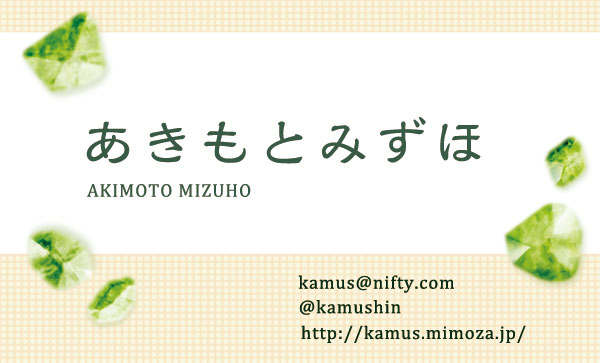 あきもとみずほ
AKIMOTO MIZUHO
kamus@nifty.com
@kamushin
http://kamus.mimoza.jp/